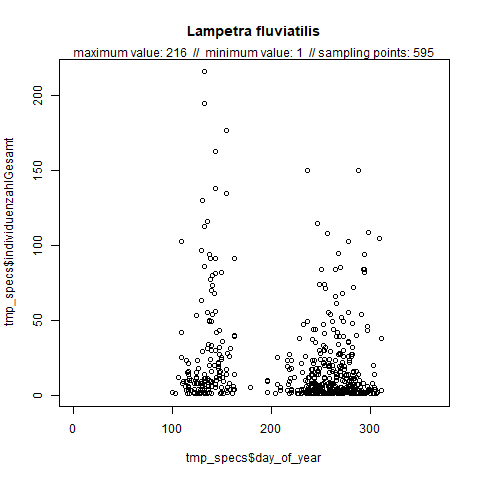 Lampetra fluviatilis
maximum value: 216 // minimum value: 1 // sampling points: 595
tmp_specs$individuenzahlGesamt
200
150
100
50
0
0 100 200 300
tmp_specs$day_of_year